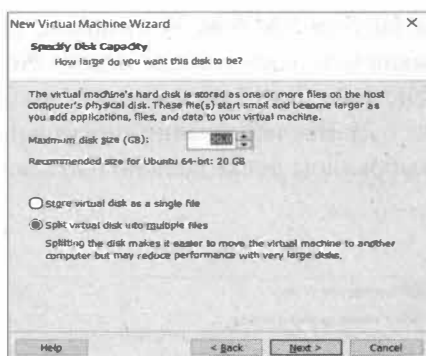 New Virtual Machine Wizard
Specify Disk Capacity
How large do you want this disk to be?
The virtual machine's hard disk is stored as one or more files on the host
computer's physical disk. These file(s) start small and become larger as
you add applications, files, and data to your virtual machine.
Maximum disk size (GB):
Recommended size for Ubuntu 64-bit: 20 GB
Store virtual disk as a single file
Split virtual disk into multiple files
Splitting the disk makes it easier to move the virtual machine to another
computer but may reduce performance with very large disks.
Help < Back Next > Cancel